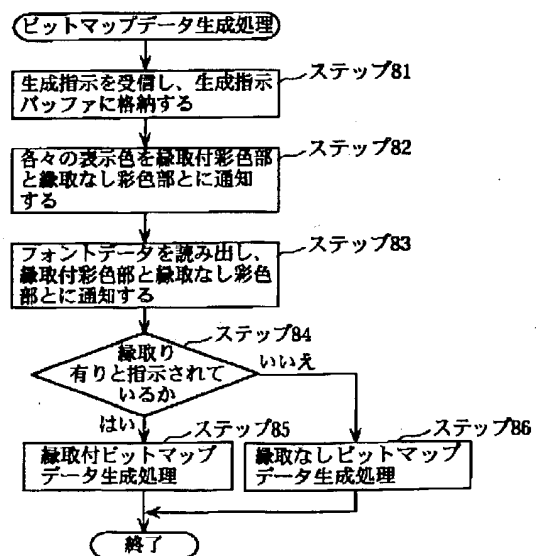 ビットマップデータ生成処理
ステップ81
生成指示を受信し、生成指示
バッファに格納する
ステップ82
各々の表示色を縁取付彩色部
と縁取なし彩色部とに通知
する
ステップ83
フォントデータを読み出し、
縁取付彩色部と縁取なし彩色
部とに通知する
ステップ84
縁取り
有りと指示されて
いるか
いいえ
はい
ステップ85
縁取付ビットマップ
データ生成処理
ステップ86
縁取なしビットマップ
データ生成処理
終了